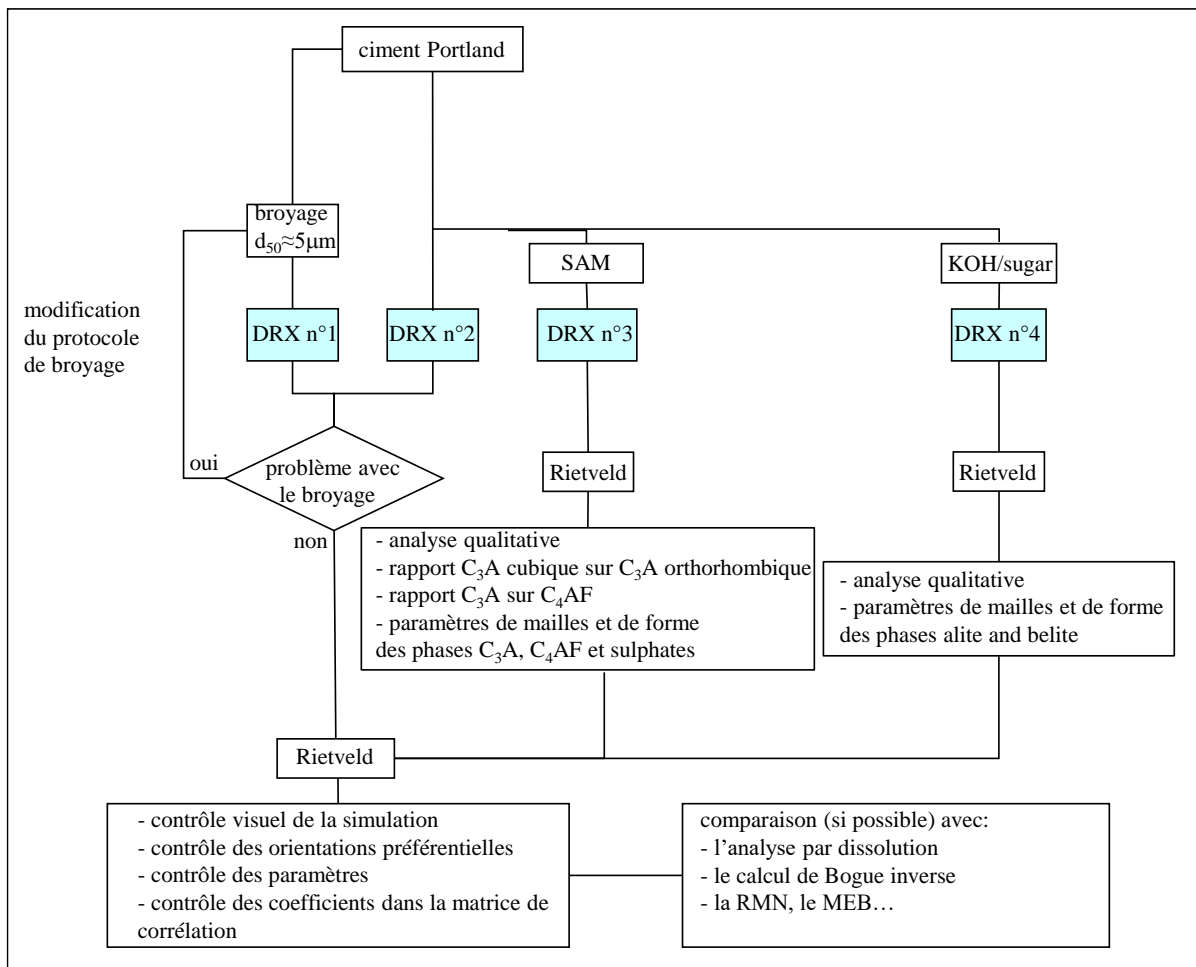 ciment Portland
broyage
d₅₀≈5μm
SAM
KOH/sugar
modification
du protocole
de broyage
DRX n°1
DRX n°2
DRX n°3
DRX n°4
oui
problème avec
le broyage
non
Rietveld
Rietveld
- analyse qualitative
- rapport C₃A cubique sur C₃A orthorhombique
- rapport C₃A sur C₄AF
- paramètres de mailles et de forme
des phases C₃A, C₄AF et sulphates
- analyse qualitative
- paramètres de mailles et de forme
des phases alite and belite
Rietveld
- contrôle visuel de la simulation
- contrôle des orientations préférentielles
- contrôle des paramètres
- contrôle des coefficients dans la matrice de
corrélation
comparaison (si possible) avec:
- l’analyse par dissolution
- le calcul de Bogue inverse
- la RMN, le MEB…